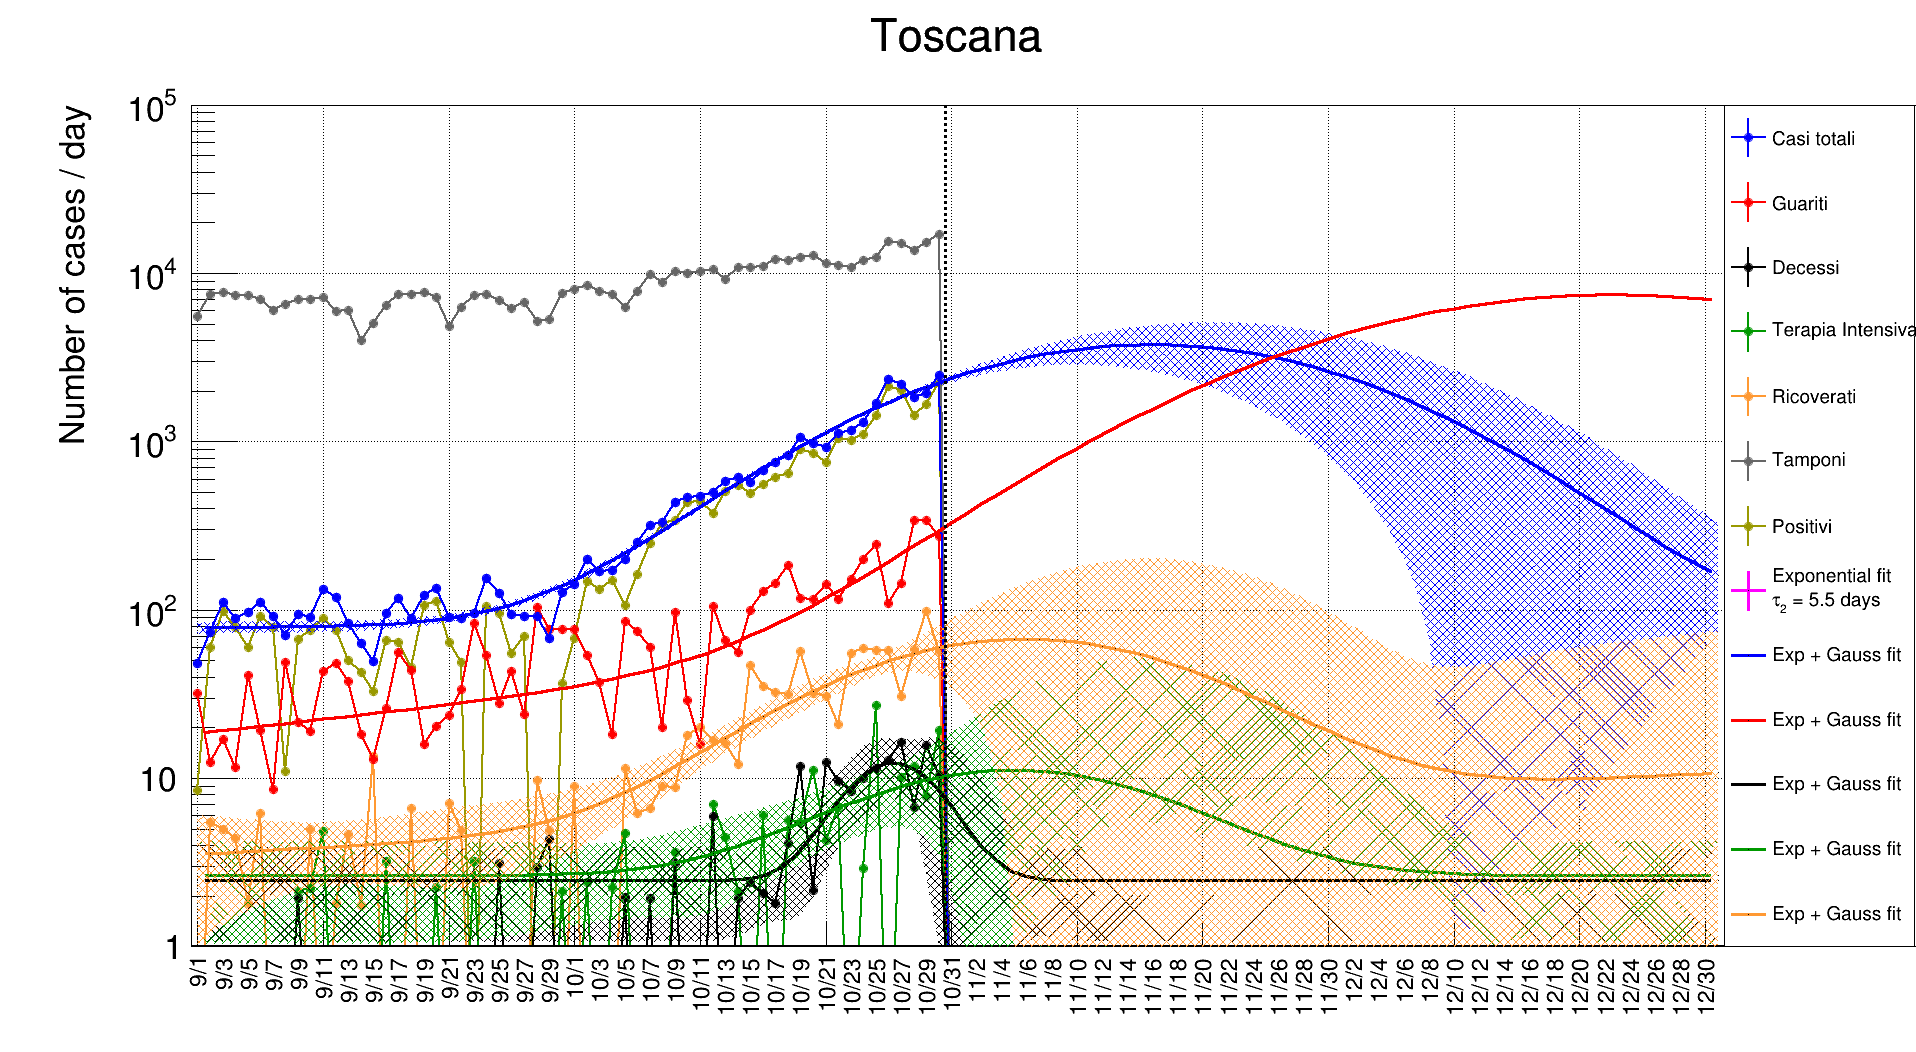 Toscana
Number of cases / day
10^5
10^4
10^3
10^2
10
1
9/1 9/3 9/5 9/7 9/9 9/11 9/13 9/15 9/17 9/19 9/21 9/23 9/25 9/27 9/29 10/1 10/3 10/5 10/7 10/9 10/11 10/13 10/15 10/17 10/19 10/21 10/23 10/25 10/27 10/29 10/31 11/2 11/4 11/6 11/8 11/10 11/12 11/14 11/16 11/18 11/20 11/22 11/24 11/26 11/28 11/30 12/2 12/4 12/6 12/8 12/10 12/12 12/14 12/16 12/18 12/20 12/22 12/24 12/26 12/28 12/30
Casi totali
Guariti
Decessi
Terapia Intensiva
Ricoverati
Tamponi
Positivi
Exponential fit
τ₂ = 5.5 days
Exp + Gauss fit
Exp + Gauss fit
Exp + Gauss fit
Exp + Gauss fit
Exp + Gauss fit